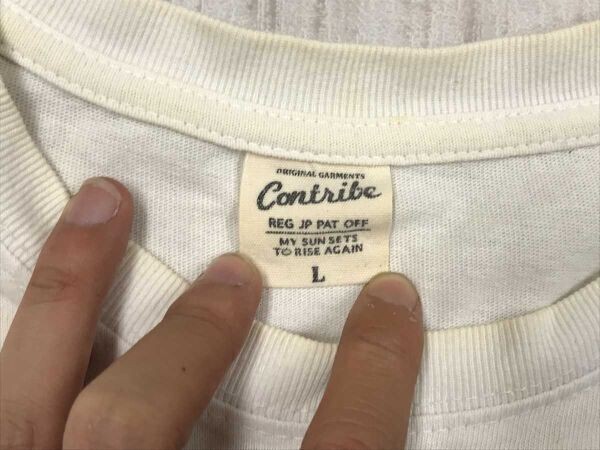 ORIGINAL GARMENTS
Contribe
REG JP PAT OFF
MY SUN SETS
TO RISE AGAIN
L